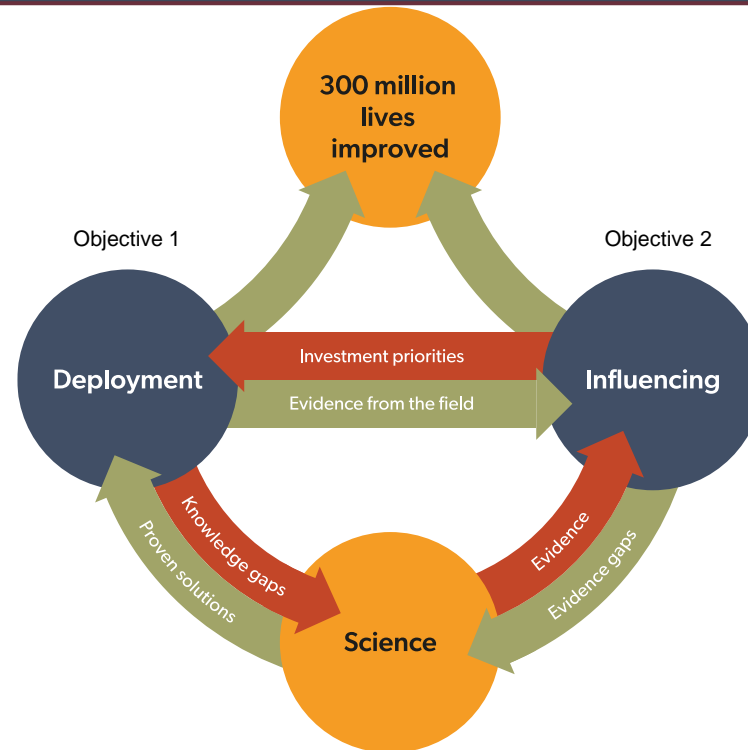 300 million
lives
improved
Objective 1
Objective 2
Investment priorities
Deployment
Influencing
Evidence from the field
Knowledge gaps
Proven solutions
Evidence
Evidence gaps
Science